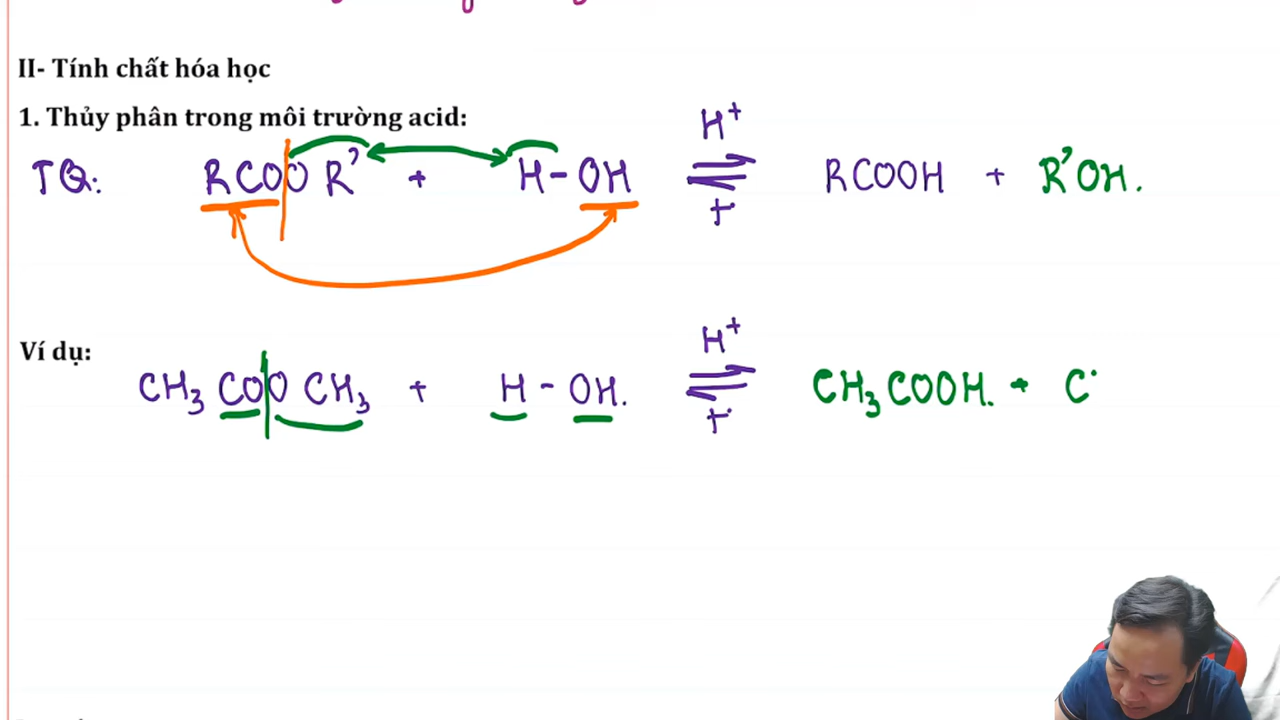 II- Tính chất hóa học
1. Thủy phân trong môi trường acid:
TQ: RCOOR' + H-OH ⇌ RCOOH + R'OH.
H+
t°
Ví dụ:
CH3COOCH3 + H-OH. ⇌ CH3COOH. + C
H+
t°